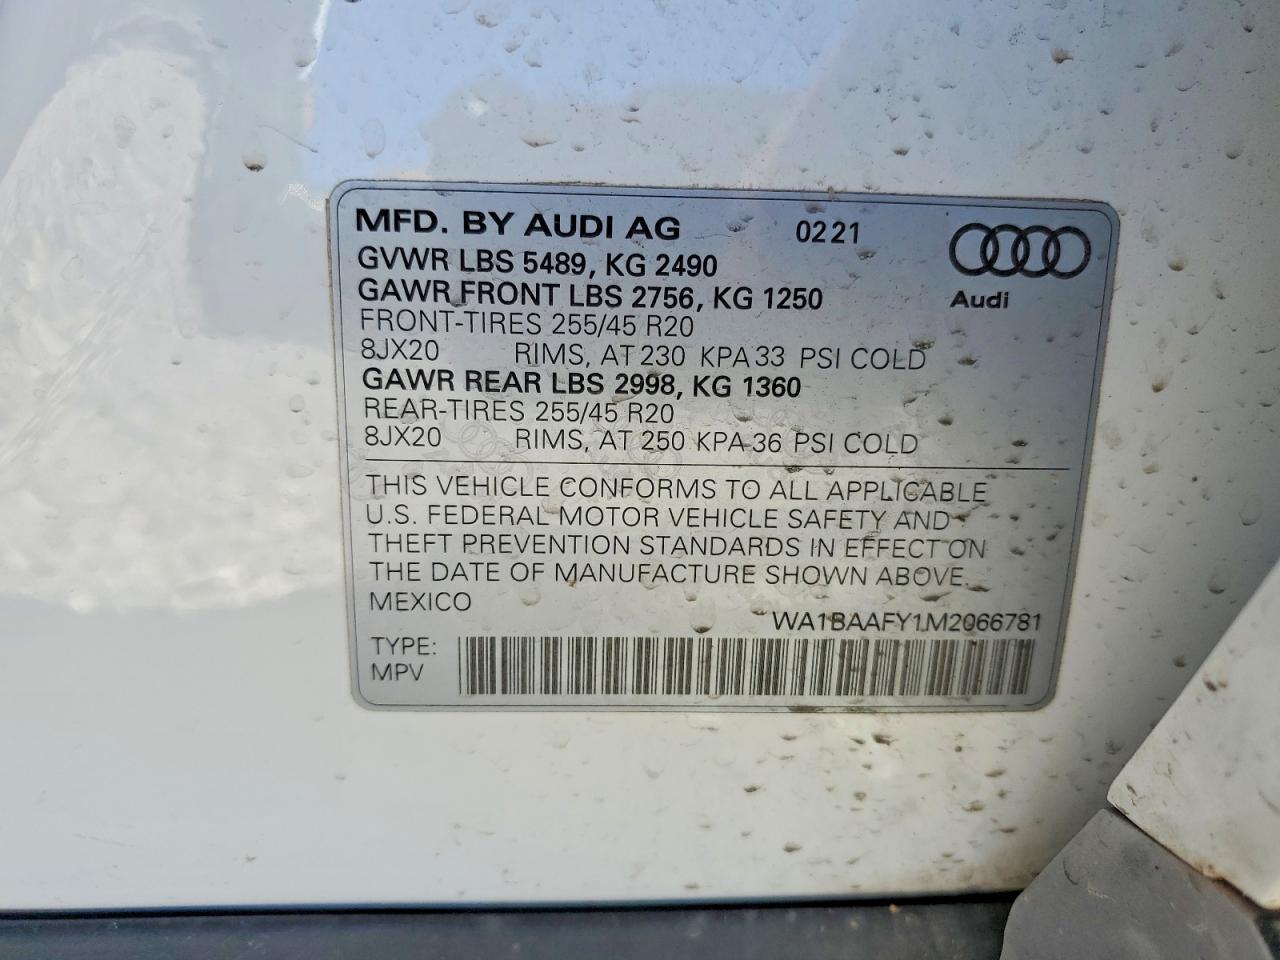 MFD. BY AUDI AG 0221
GVWR LBS 5489, KG 2490
GAWR FRONT LBS 2756, KG 1250
Audi
FRONT-TIRES 255/45 R20
8JX20 RIMS, AT 230 KPA 33 PSI COLD
GAWR REAR LBS 2998, KG 1360
REAR-TIRES 255/45 R20
8JX20 RIMS, AT 250 KPA 36 PSI COLD
THIS VEHICLE CONFORMS TO ALL APPLICABLE
U.S. FEDERAL MOTOR VEHICLE SAFETY AND
THEFT PREVENTION STANDARDS IN EFFECT ON
THE DATE OF MANUFACTURE SHOWN ABOVE.
MEXICO
WA1BAAFY1M2066781
TYPE:
MPV